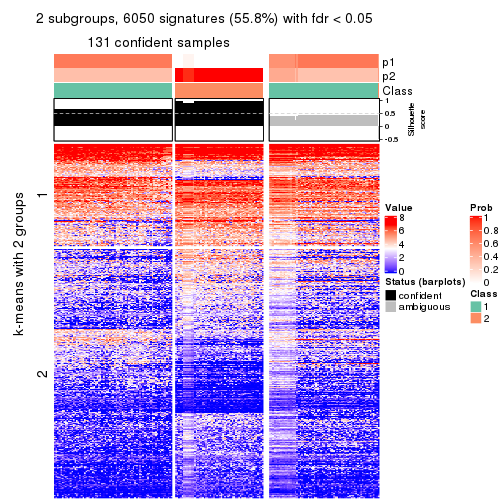 2 subgroups, 6050 signatures (55.8%) with fdr < 0.05
131 confident samples
p1
p2
Class
1
0.5
0
-0.5
Silhouette
score
k-means with 2 groups
1
2
Value
8
6
4
2
0
Status (barplots)
confident
ambiguous
Prob
1
0.8
0.6
0.4
0.2
0
Class
1
2